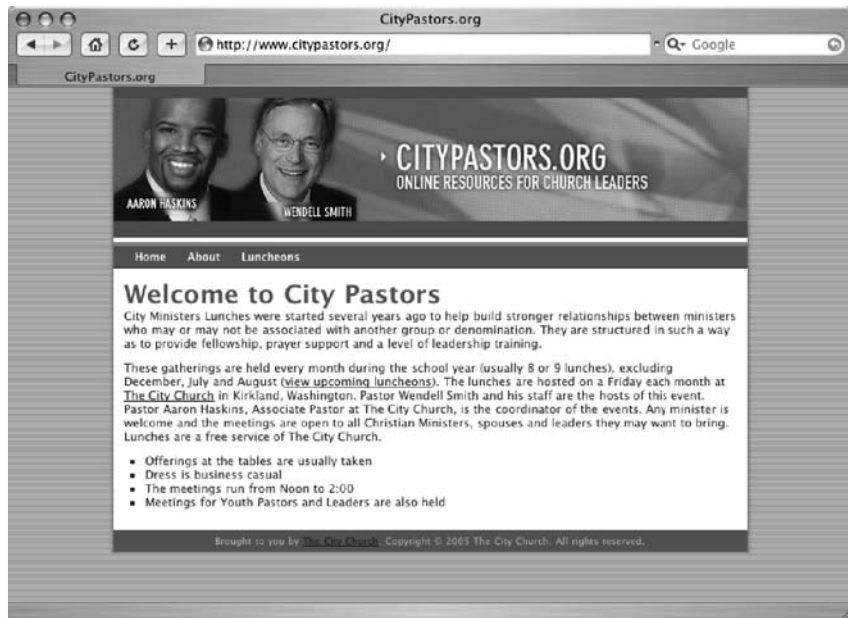 CityPastors.org
http://www.citypastors.org/
Google
CityPastors.org
CITYPASTORS.ORG
ONLINE RESOURCES FOR CHURCH LEADERS
AARON HASKINS
WENDELL SMITH
Home About Luncheons
Welcome to City Pastors
City Ministers Lunches were started several years ago to help build stronger relationships between ministers
who may or may not be associated with another group or denomination. They are structured in such a way
as to provide fellowship, prayer support and a level of leadership training.
These gatherings are held every month during the school year (usually 8 or 9 lunches), excluding
December, July and August (view upcoming luncheons). The lunches are hosted on a Friday each month at
The City Church in Kirkland, Washington. Pastor Wendell Smith and his staff are the hosts of this event.
Pastor Aaron Haskins, Associate Pastor at The City Church, is the coordinator of the events. Any minister is
welcome and the meetings are open to all Christian Ministers, spouses and leaders they may want to bring.
Lunches are a free service of The City Church.
▪ Offerings at the tables are usually taken
▪ Dress is business casual
▪ The meetings run from Noon to 2:00
▪ Meetings for Youth Pastors and Leaders are also held
Brought to you by The City Church. Copyright © 2005 The City Church. All rights reserved.